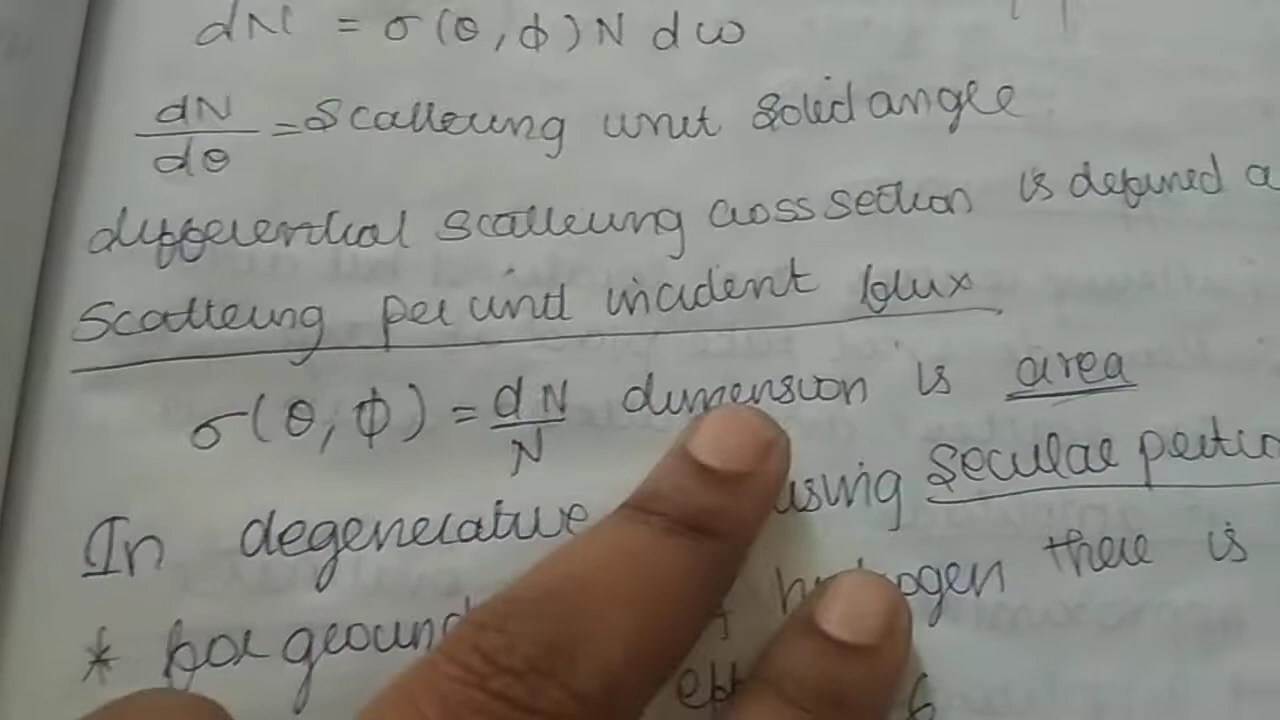 dN = σ(θ,ϕ) N dω
dN/dθ = Scattering unit Solid angle
differential scattering cross section is defined a
Scattering per unit incident flux
σ(θ,ϕ) = dN/N dimension is area
In degenerative using Secular pertu
* for ground hydrogen there is